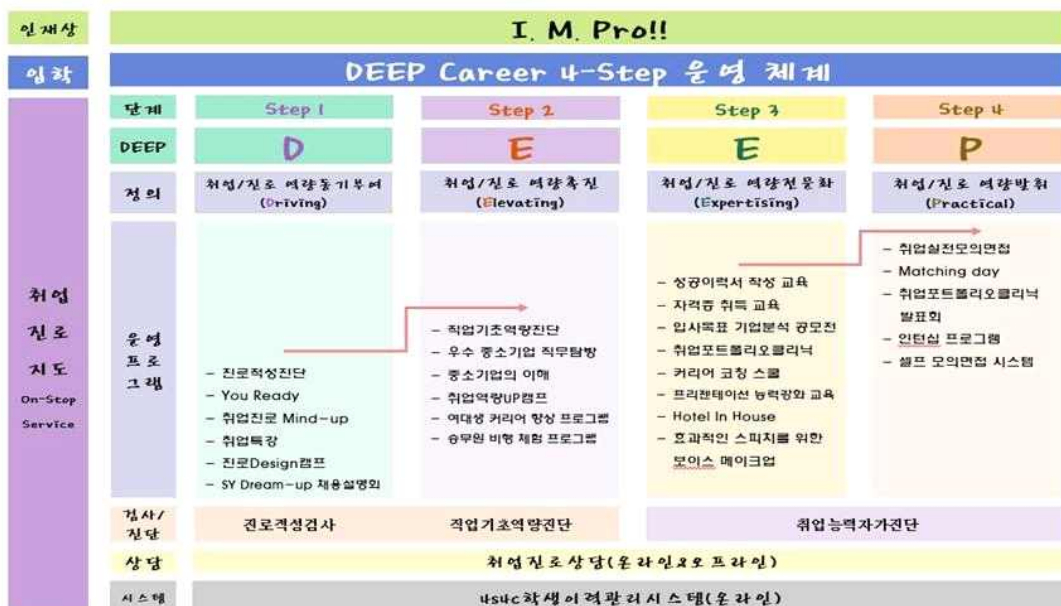 인재상
I. M. Pro!!
입학
DEEP Career 4-Step 운영 체계
취업
진로
지도
On-Stop
Service
단계
Step 1
Step 2
Step 3
Step 4
DEEP
D
E
E
P
정의
취업/진로 역량동기부여
(Driving)
취업/진로 역량촉진
(Elevating)
취업/진로 역량전문화
(Expertising)
취업/진로 역량발휘
(Practical)
운영
프로
그램
- 진로적성진단
- You Ready
- 취업진로 Mind-up
- 취업특강
- 진로Design캠프
- SY Dream-up 채용설명회
- 직업기초역량진단
- 우수 중소기업 직무탐방
- 중소기업의 이해
- 취업역량UP캠프
- 여대생 커리어 향상 프로그램
- 승무원 비행 체험 프로그램
- 성공이력서 작성 교육
- 자격증 취득 교육
- 입사목표 기업분석 공모전
- 취업포트폴리오클리닉
- 커리어 코칭 스쿨
- 프리젠테이션 능력강화 교육
- Hotel In House
- 효과적인 스피치를 위한
보이스 메이크업
- 취업실전모의면접
- Matching day
- 취업포트폴리오클리닉
발표회
- 인턴십 프로그램
- 셀프 모의면접 시스템
검사/
진단
진로적성검사
직업기초역량진단
취업능력자가진단
상담
취업진로상담(온라인&오프라인)
시스템
4S4C학생이력관리시스템(온라인)